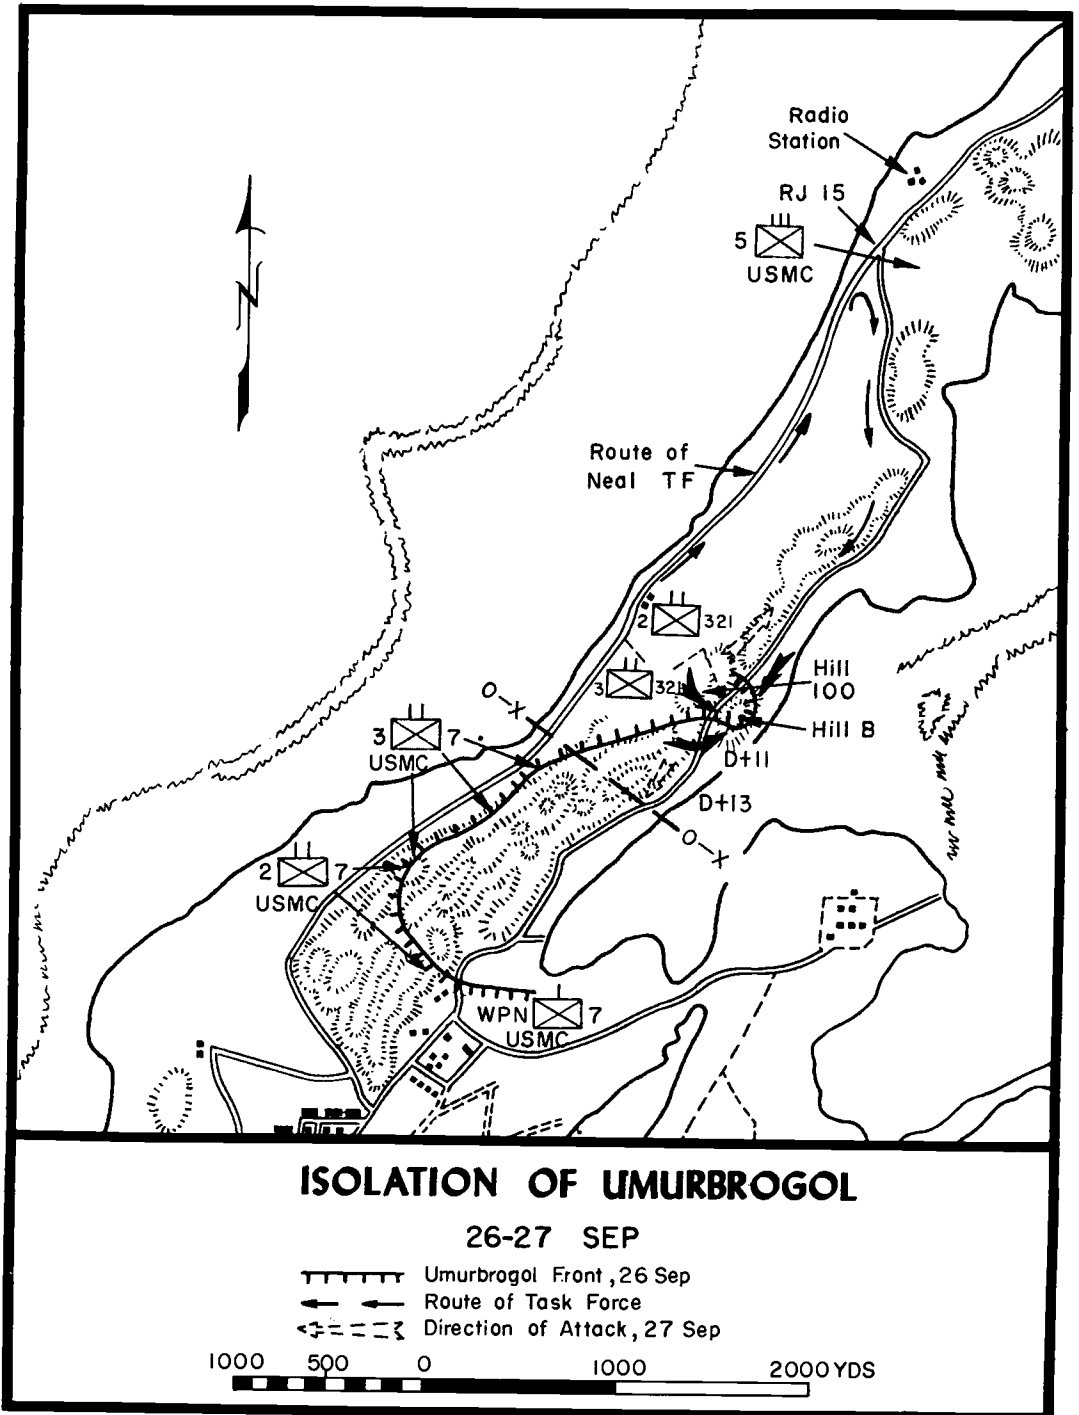 Radio
Station
RJ 15
5
USMC
N
Route of
Neal TF
2 321
3 321
Hill
100
Hill B
O-X
3 7
USMC
D+11
D+13
O-X
2 7
USMC
WPN 7
USMC
ISOLATION OF UMURBROGOL
26-27 SEP
Umurbrogol Front, 26 Sep
Route of Task Force
Direction of Attack, 27 Sep
1000 500 0 1000 2000 YDS